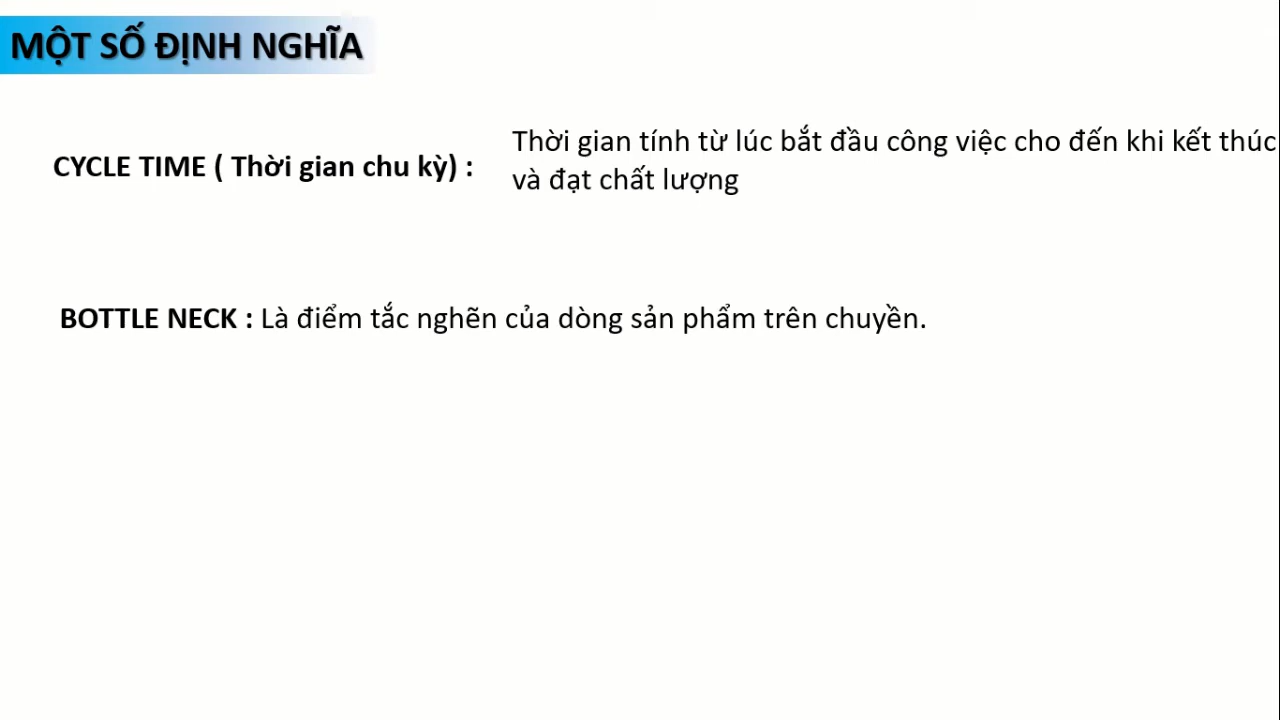 MỘT SỐ ĐỊNH NGHĨA
CYCLE TIME ( Thời gian chu kỳ) :
Thời gian tính từ lúc bắt đầu công việc cho đến khi kết thúc
và đạt chất lượng
BOTTLE NECK : Là điểm tắc nghẽn của dòng sản phẩm trên chuyền.